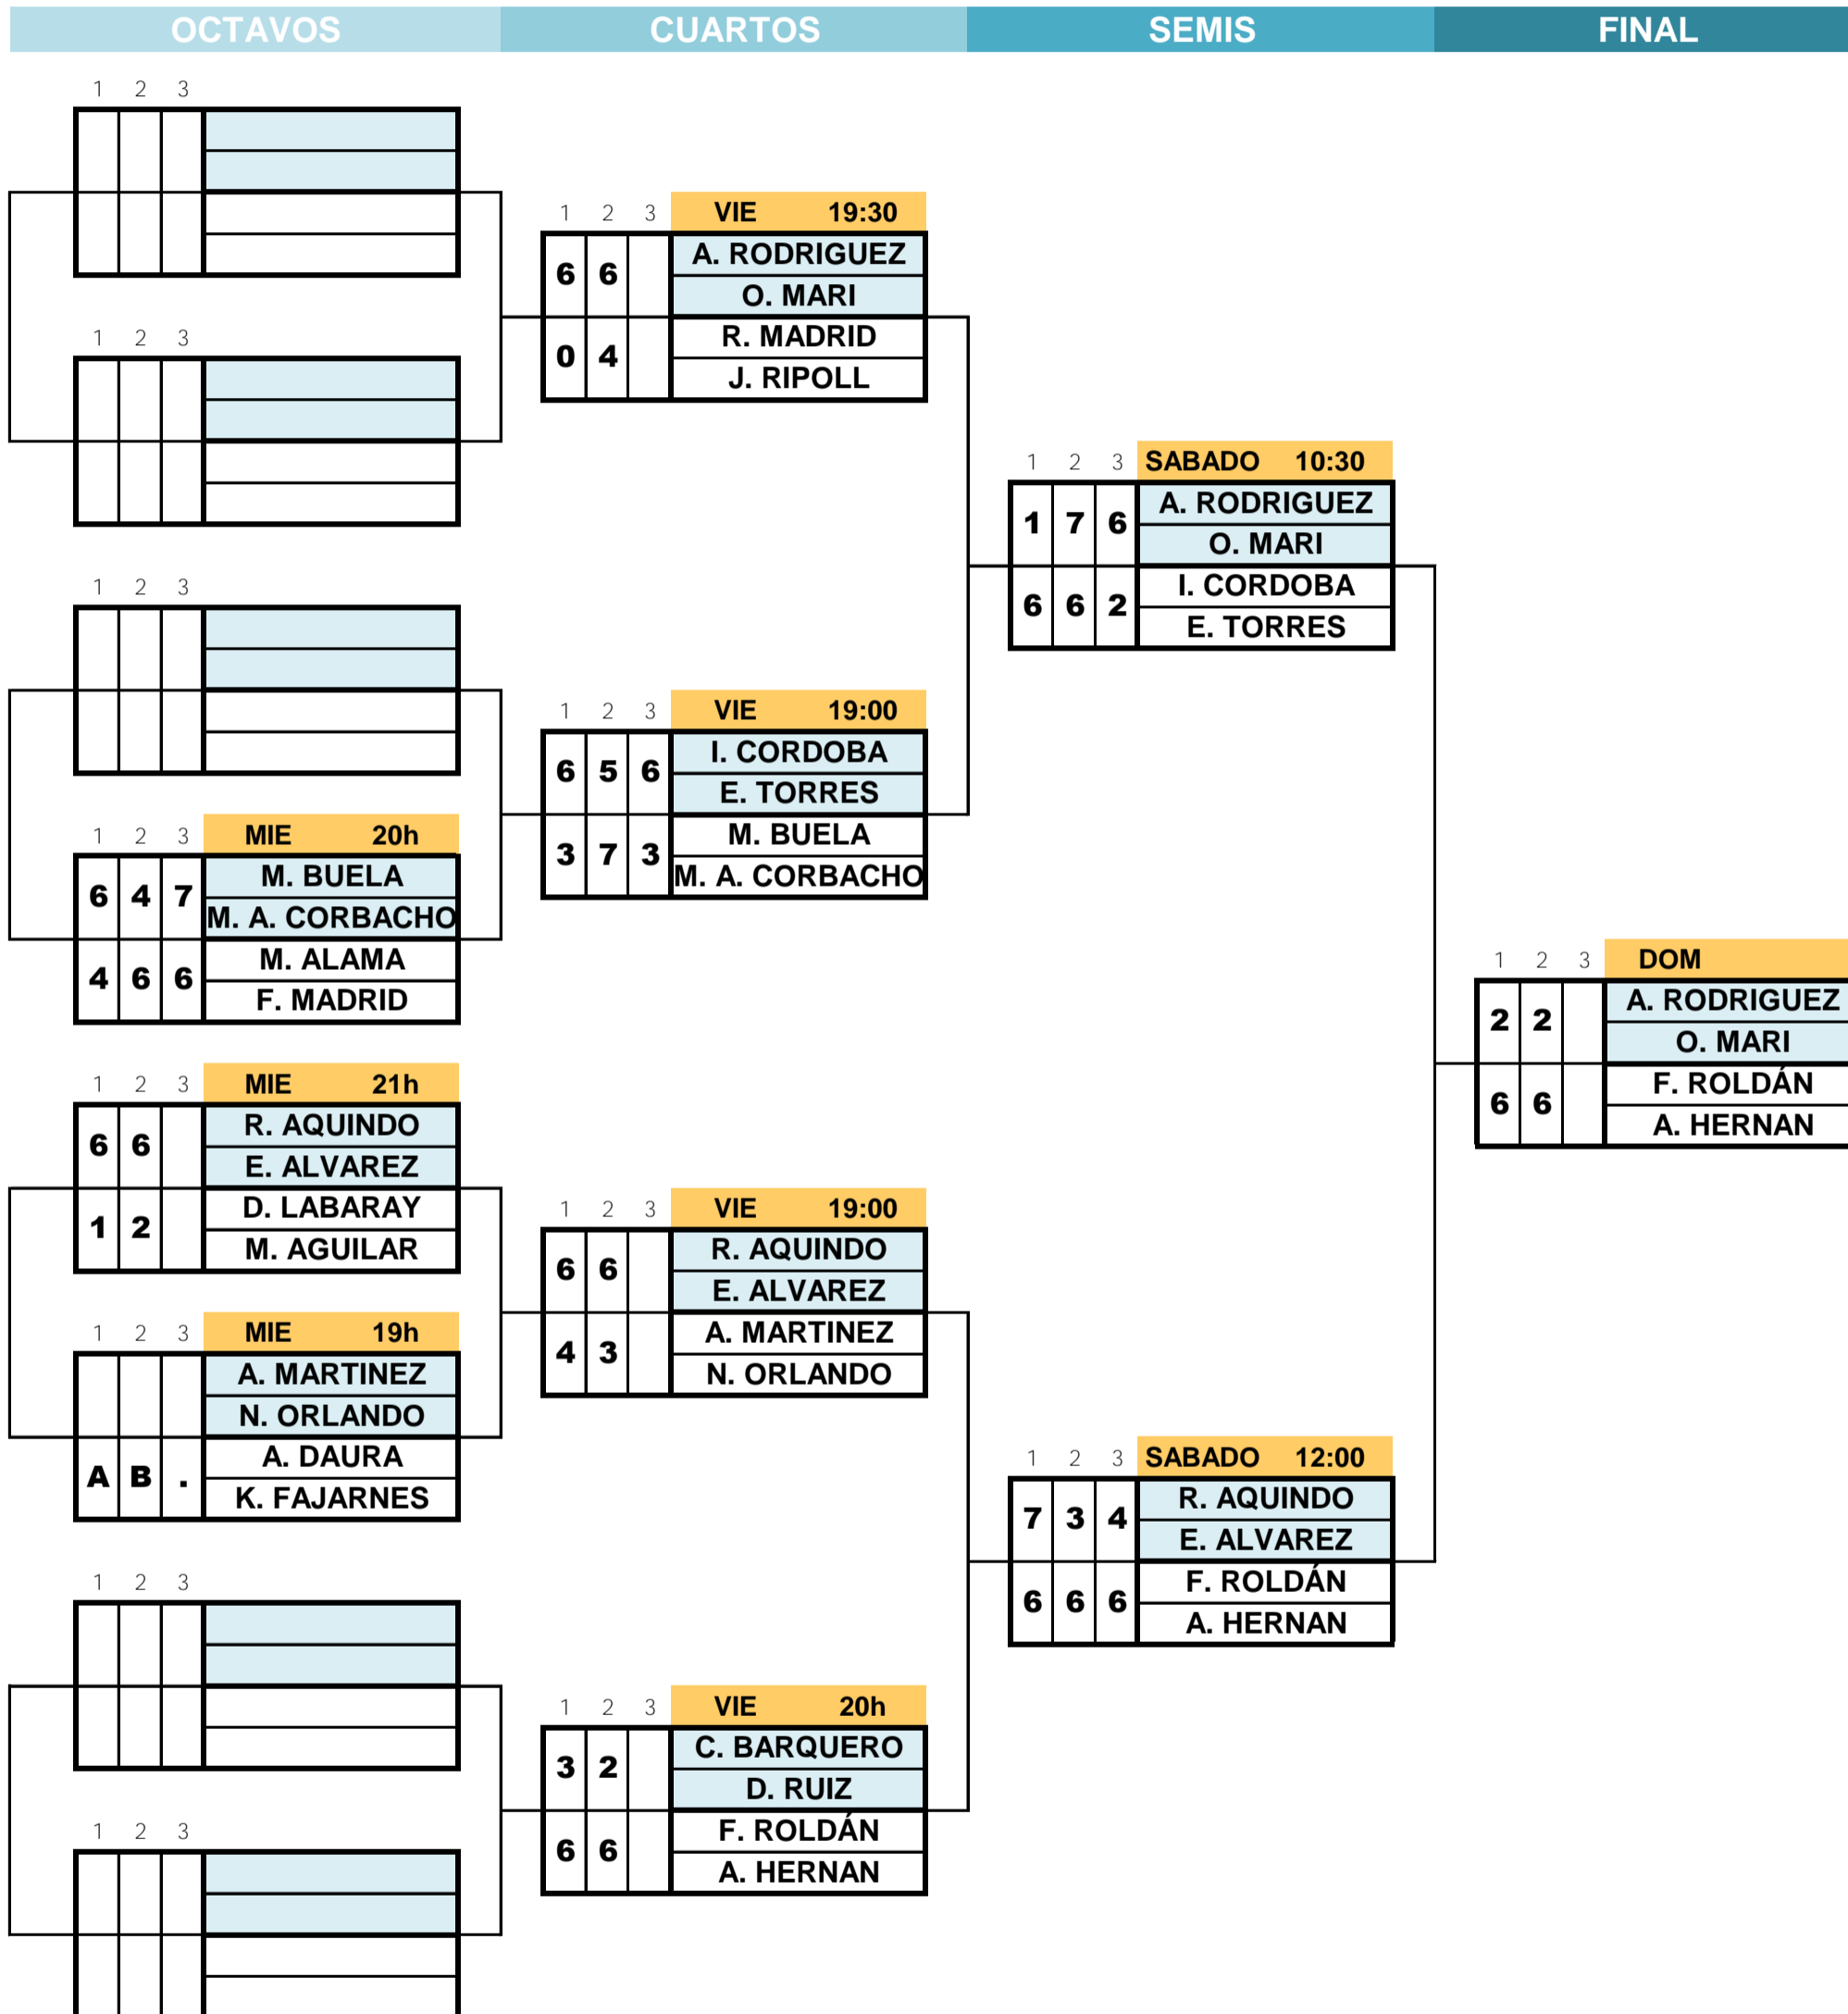 OCTAVOS CUARTOS SEMIS FINAL
1 2 3
1 2 3
1 2 3
1 2 3 MIE 20h
6 4 7 M. BUELA
M. A. CORBACHO
4 6 6 M. ALAMA
F. MADRID
1 2 3 MIE 21h
6 6 R. AQUINDO
E. ALVAREZ
1 2 D. LABARAY
M. AGUILAR
1 2 3 MIE 19h
A. MARTINEZ
N. ORLANDO
A B . A. DAURA
K. FAJARNES
1 2 3
1 2 3
1 2 3 VIE 19:30
6 6 A. RODRIGUEZ
O. MARI
0 4 R. MADRID
J. RIPOLL
1 2 3 VIE 19:00
6 5 6 I. CORDOBA
E. TORRES
3 7 3 M. BUELA
M. A. CORBACHO
1 2 3 VIE 19:00
6 6 R. AQUINDO
E. ALVAREZ
4 3 A. MARTINEZ
N. ORLANDO
1 2 3 VIE 20h
3 2 C. BARQUERO
D. RUIZ
6 6 F. ROLDÁN
A. HERNAN
1 2 3 SABADO 10:30
1 7 6 A. RODRIGUEZ
O. MARI
6 6 2 I. CORDOBA
E. TORRES
1 2 3 SABADO 12:00
7 3 4 R. AQUINDO
E. ALVAREZ
6 6 6 F. ROLDÁN
A. HERNAN
1 2 3 DOM
2 2 A. RODRIGUEZ
O. MARI
6 6 F. ROLDÁN
A. HERNAN